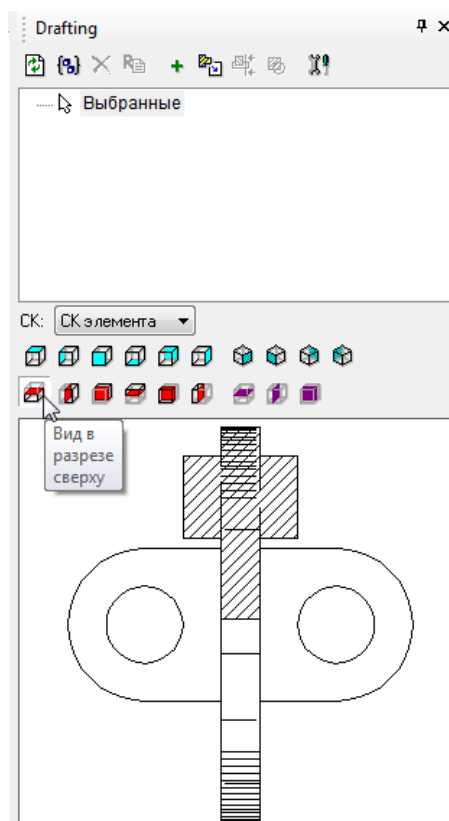 Drafting
Выбранные
СК:
СК элемента
Вид в
разрезе
сверху